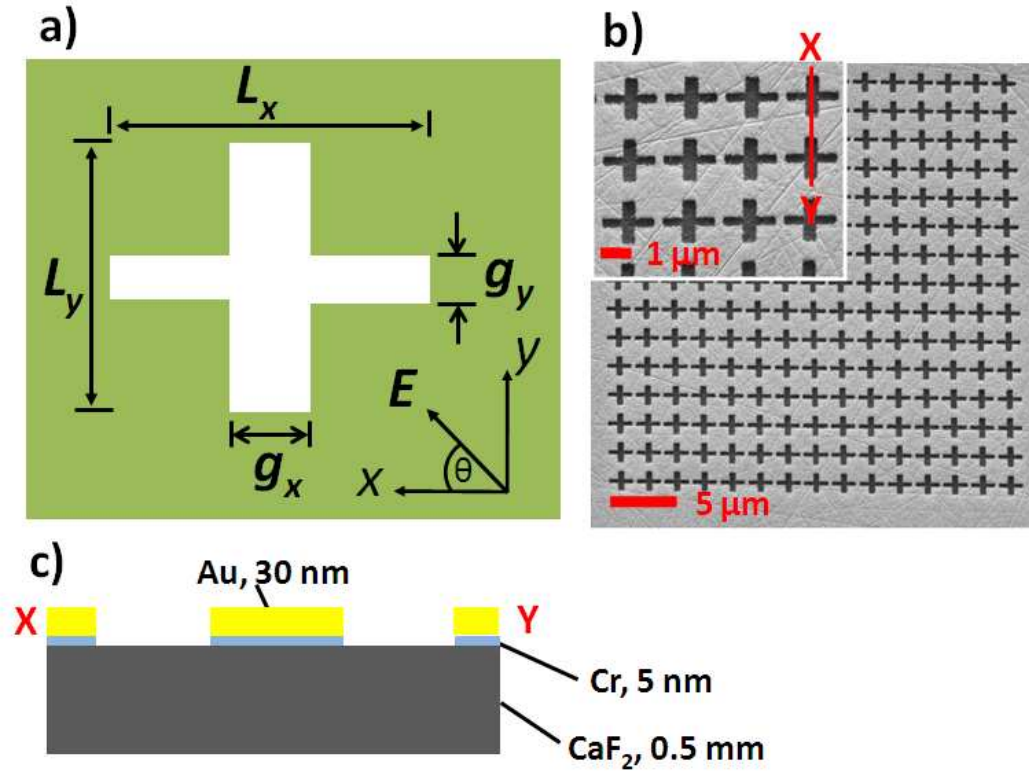 a)
Lx
Ly
gy
gx
E
y
x
θ
b)
X
Y
1 μm
5 μm
c)
Au, 30 nm
X
Y
Cr, 5 nm
CaF₂, 0.5 mm